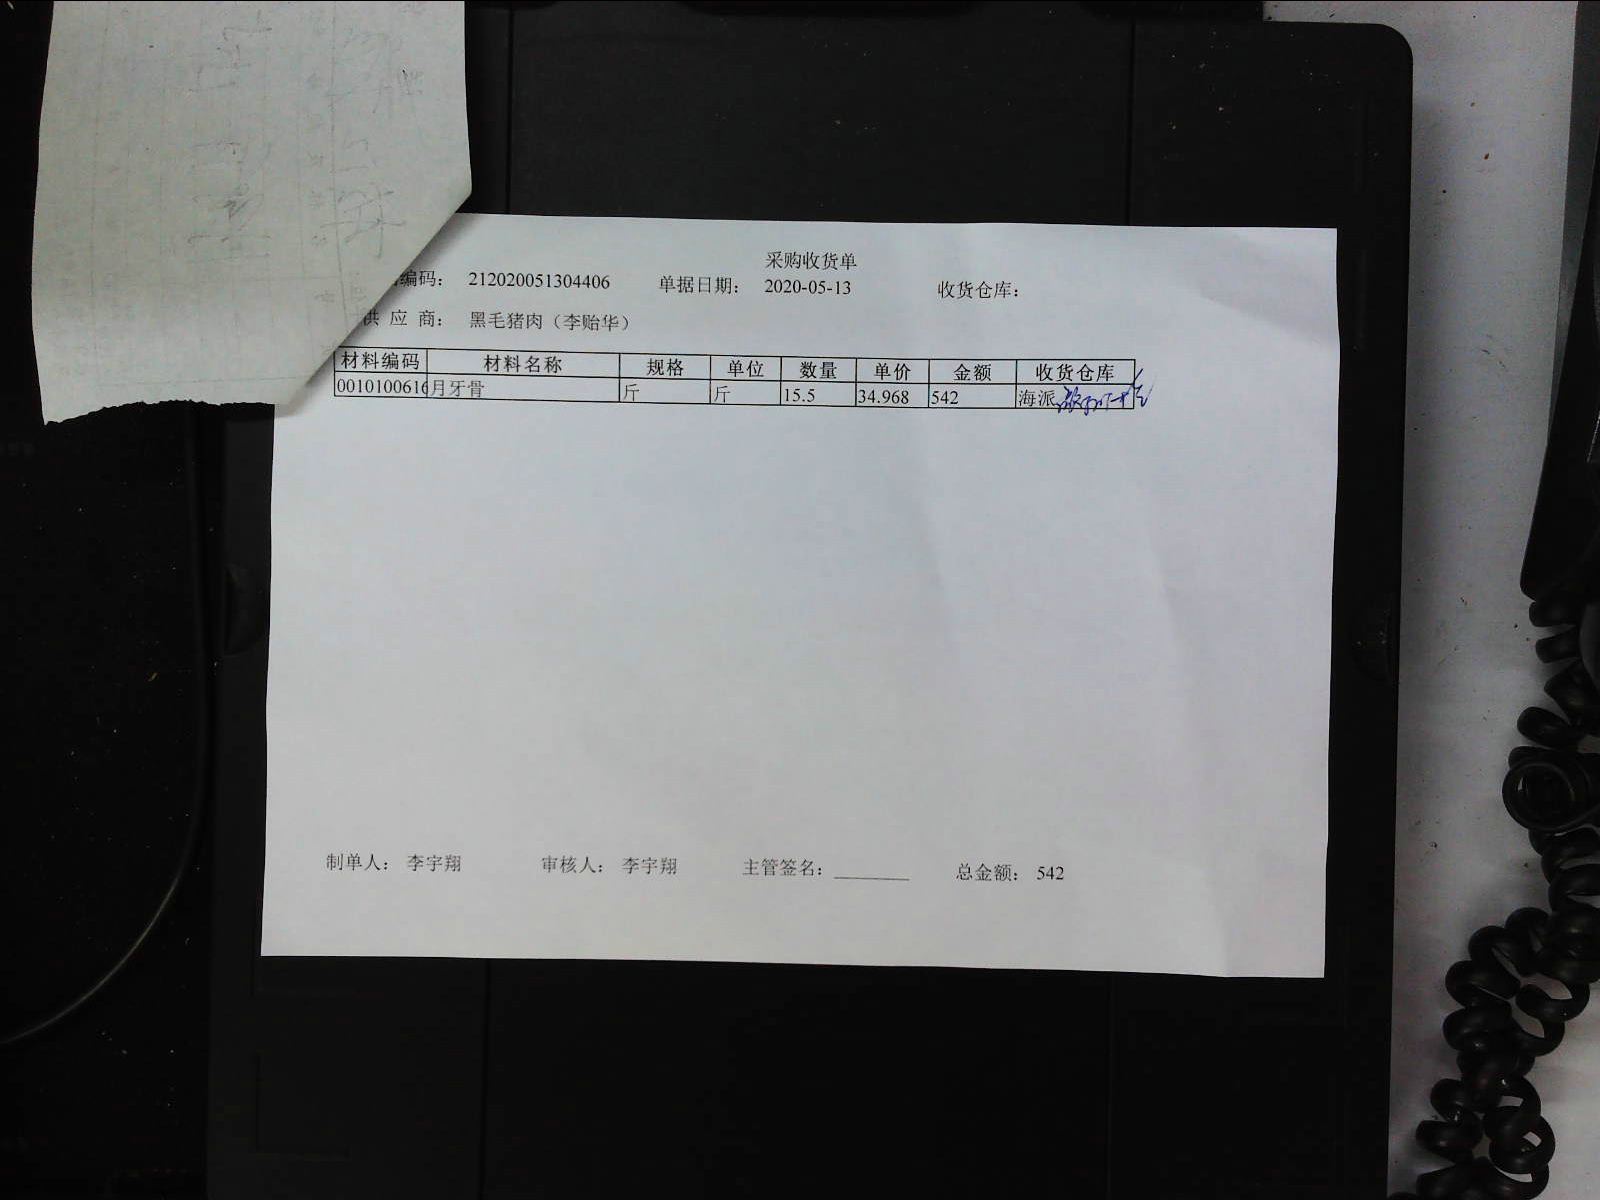 采购收货单
编码： 212020051304406 单据日期： 2020-05-13 收货仓库：
供 应 商： 黑毛猪肉（李贻华）
材料编码 材料名称 规格 单位 数量 单价 金额 收货仓库
0010100616 月牙骨 斤 斤 15.5 34.968 542 海派
制单人： 李宇翔 审核人： 李宇翔 主管签名：________ 总金额： 542